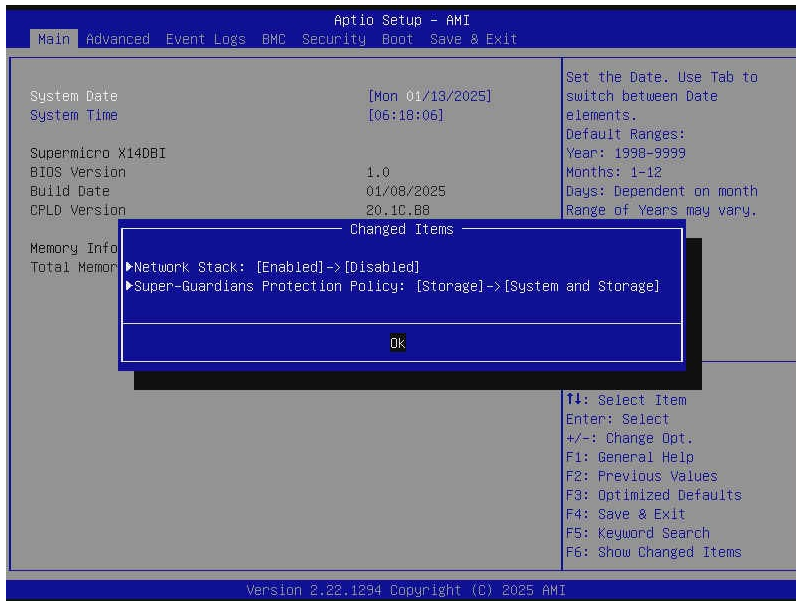 Aptio Setup - AMI
Main Advanced Event Logs BMC Security Boot Save & Exit
System Date [Mon 01/13/2025]
System Time [06:18:06]
Supermicro X14DBI
BIOS Version 1.0
Build Date 01/08/2025
CPLD Version 20.1C.B8
Memory Info
Total Memor
Set the Date. Use Tab to
switch between Date
elements.
Default Ranges:
Year: 1998-9999
Months: 1-12
Days: Dependent on month
Range of Years may vary.
Changed Items
▶Network Stack: [Enabled]->[Disabled]
▶Super-Guardians Protection Policy: [Storage]->[System and Storage]
Ok
↑↓: Select Item
Enter: Select
+/-: Change Opt.
F1: General Help
F2: Previous Values
F3: Optimized Defaults
F4: Save & Exit
F5: Keyword Search
F6: Show Changed Items
Version 2.22.1294 Copyright (C) 2025 AMI